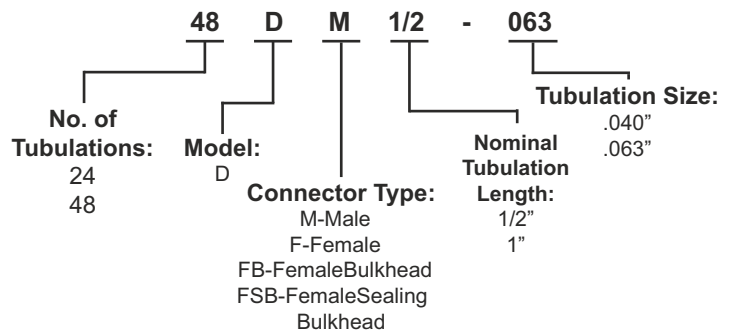 48 D M 1/2 - 063
No. of
Tubulations:
24
48
Model:
D
Connector Type:
M-Male
F-Female
FB-FemaleBulkhead
FSB-FemaleSealing
Bulkhead
Nominal
Tubulation
Length:
1/2”
1”
Tubulation Size:
.040”
.063”